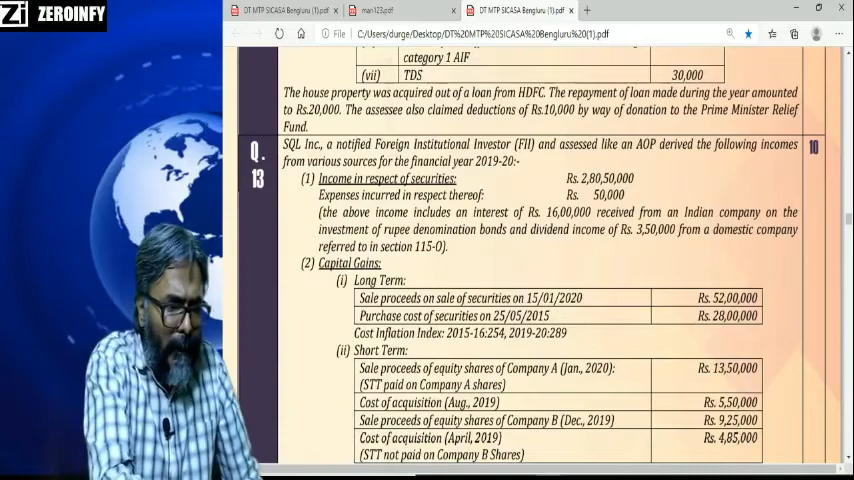 Zi ZEROINFY
DT MTP SICASA Bengluru (1).pdf
man123.pdf
DT MTP SICASA Bengluru (1).pdf
File C:/Users/durge/Desktop/DT%20MTP%20SICASA%20Bengluru%20(1).pdf
category 1 AIF
(vii) TDS 30,000
The house property was acquired out of a loan from HDFC. The repayment of loan made during the year amounted
to Rs.20,000. The assessee also claimed deductions of Rs.10,000 by way of donation to the Prime Minister Relief
Fund.
Q. 13
SQL Inc., a notified Foreign Institutional Investor (FII) and assessed like an AOP derived the following incomes 10
from various sources for the financial year 2019-20:-
(1) Income in respect of securities: Rs. 2,80,50,000
Expenses incurred in respect thereof: Rs. 50,000
(the above income includes an interest of Rs. 16,00,000 received from an Indian company on the
investment of rupee denomination bonds and dividend income of Rs. 3,50,000 from a domestic company
referred to in section 115-O).
(2) Capital Gains:
(i) Long Term:
Sale proceeds on sale of securities on 15/01/2020 Rs. 52,00,000
Purchase cost of securities on 25/05/2015 Rs. 28,00,000
Cost Inflation Index: 2015-16:254, 2019-20:289
(ii) Short Term:
Sale proceeds of equity shares of Company A (Jan., 2020): Rs. 13,50,000
(STT paid on Company A shares)
Cost of acquisition (Aug., 2019) Rs. 5,50,000
Sale proceeds of equity shares of Company B (Dec., 2019) Rs. 9,25,000
Cost of acquisition (April, 2019) Rs. 4,85,000
(STT not paid on Company B Shares)